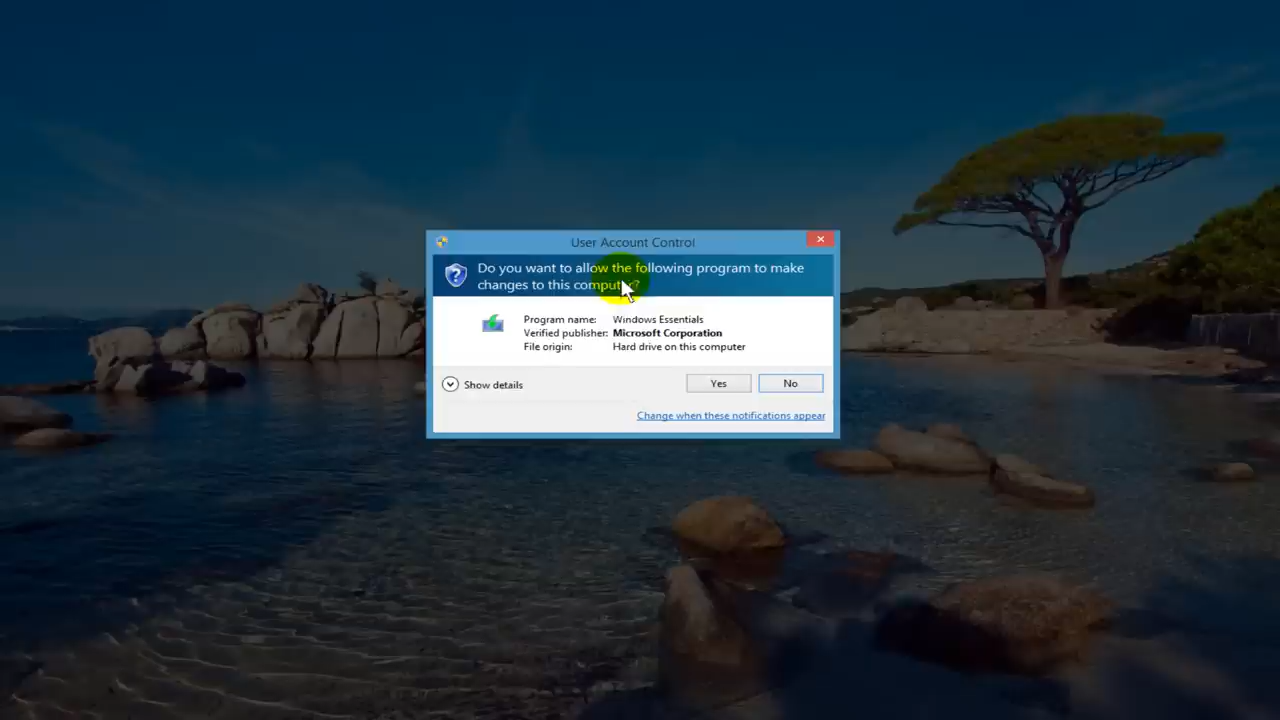 User Account Control
Do you want to allow the following program to make
changes to this computer?
Program name: Windows Essentials
Verified publisher: Microsoft Corporation
File origin: Hard drive on this computer
Show details
Yes
No
Change when these notifications appear